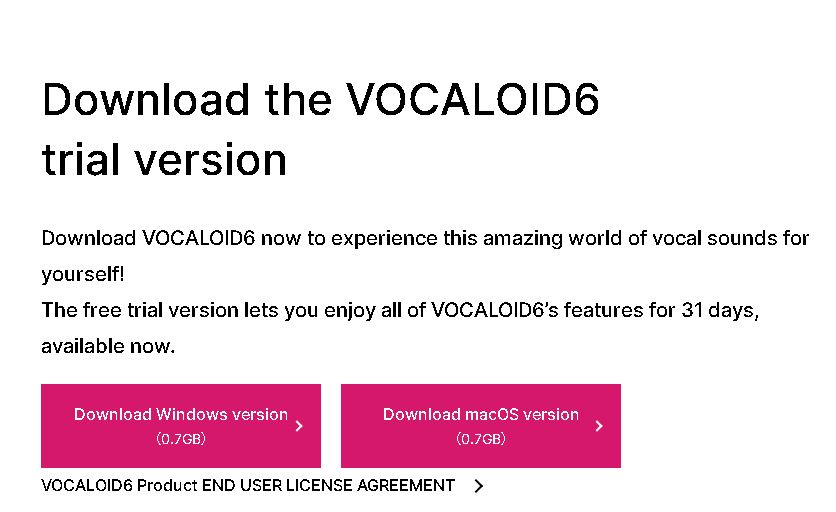 Download the VOCALOID6
trial version
Download VOCALOID6 now to experience this amazing world of vocal sounds for
yourself!
The free trial version lets you enjoy all of VOCALOID6’s features for 31 days,
available now.
Download Windows version
（0.7GB）
Download macOS version
（0.7GB）
VOCALOID6 Product END USER LICENSE AGREEMENT